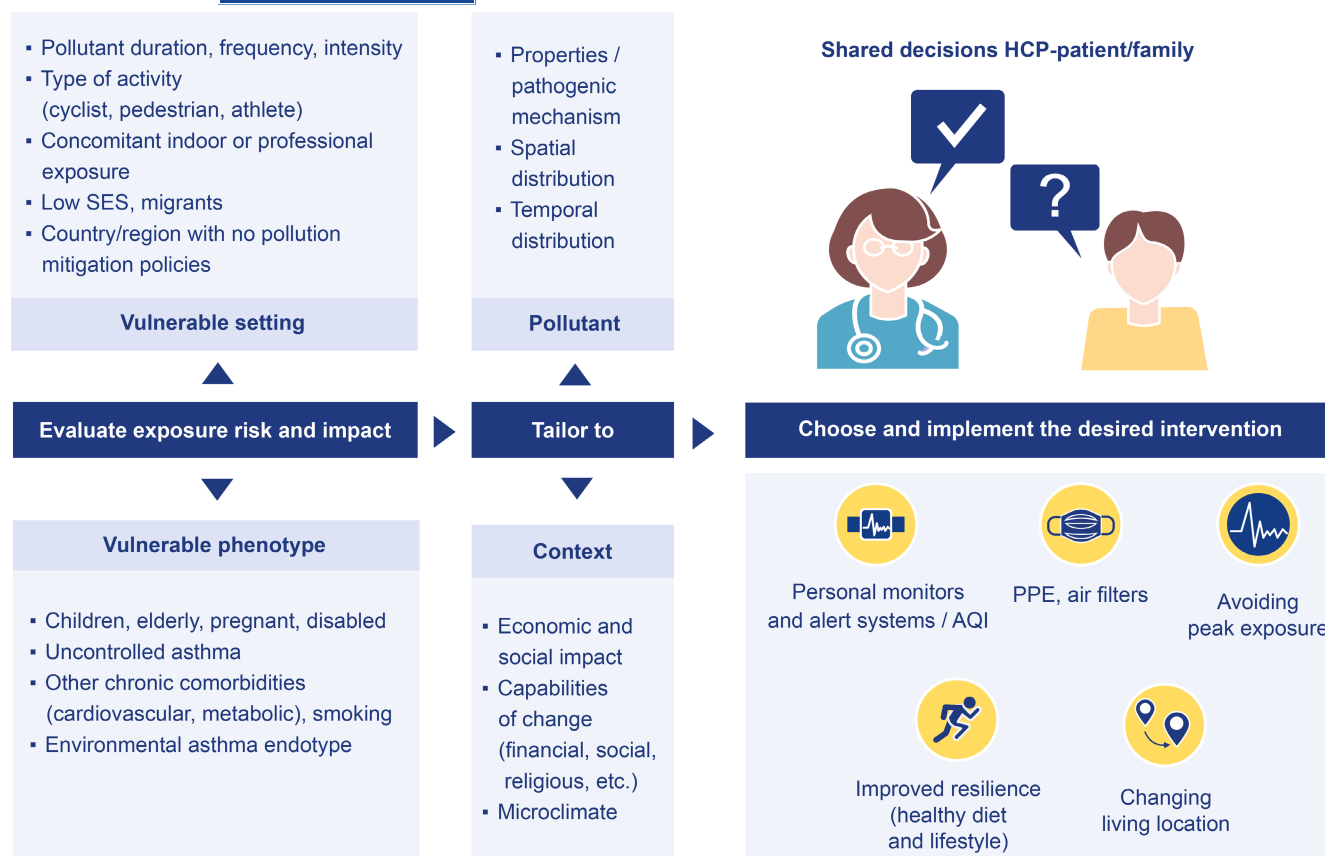 ▪ Pollutant duration, frequency, intensity
▪ Type of activity
(cyclist, pedestrian, athlete)
▪ Concomitant indoor or professional
exposure
▪ Low SES, migrants
▪ Country/region with no pollution
mitigation policies
Vulnerable setting
▪ Properties /
pathogenic
mechanism
▪ Spatial
distribution
▪ Temporal
distribution
Pollutant
Shared decisions HCP-patient/family
?
Evaluate exposure risk and impact
Tailor to
Choose and implement the desired intervention
Vulnerable phenotype
▪ Children, elderly, pregnant, disabled
▪ Uncontrolled asthma
▪ Other chronic comorbidities
(cardiovascular, metabolic), smoking
▪ Environmental asthma endotype
Context
▪ Economic and
social impact
▪ Capabilities
of change
(financial, social,
religious, etc.)
▪ Microclimate
Personal monitors
and alert systems / AQI
PPE, air filters
Avoiding
peak exposure
Improved resilience
(healthy diet
and lifestyle)
Changing
living location